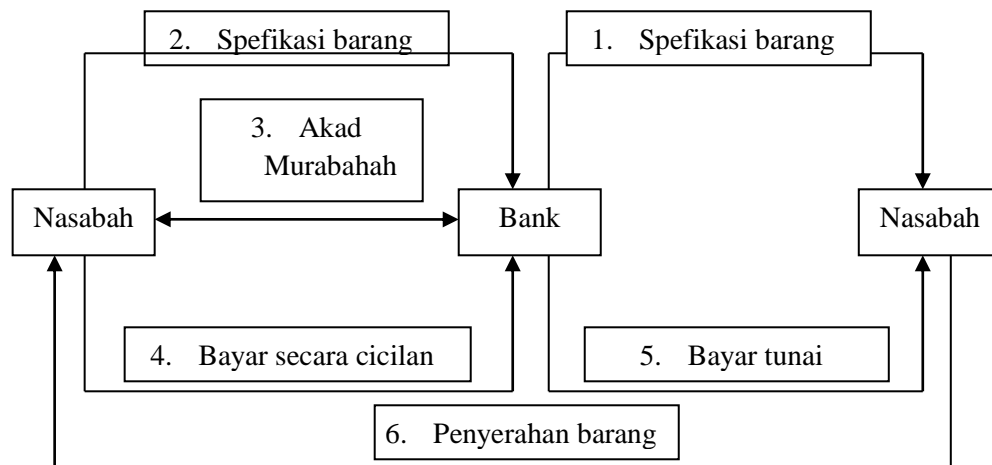 2. Spefikasi barang
1. Spefikasi barang
3. Akad
Murabahah
Nasabah
Bank
Nasabah
4. Bayar secara cicilan
5. Bayar tunai
6. Penyerahan barang